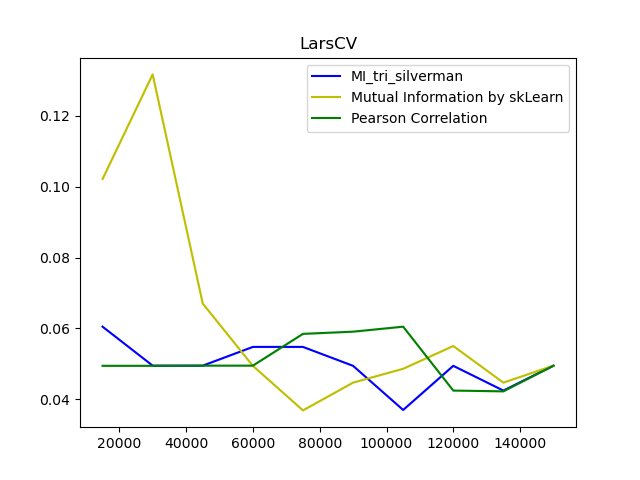 LarsCV
MI_tri_silverman
Mutual Information by skLearn
Pearson Correlation
0.12
0.10
0.08
0.06
0.04
20000 40000 60000 80000 100000 120000 140000